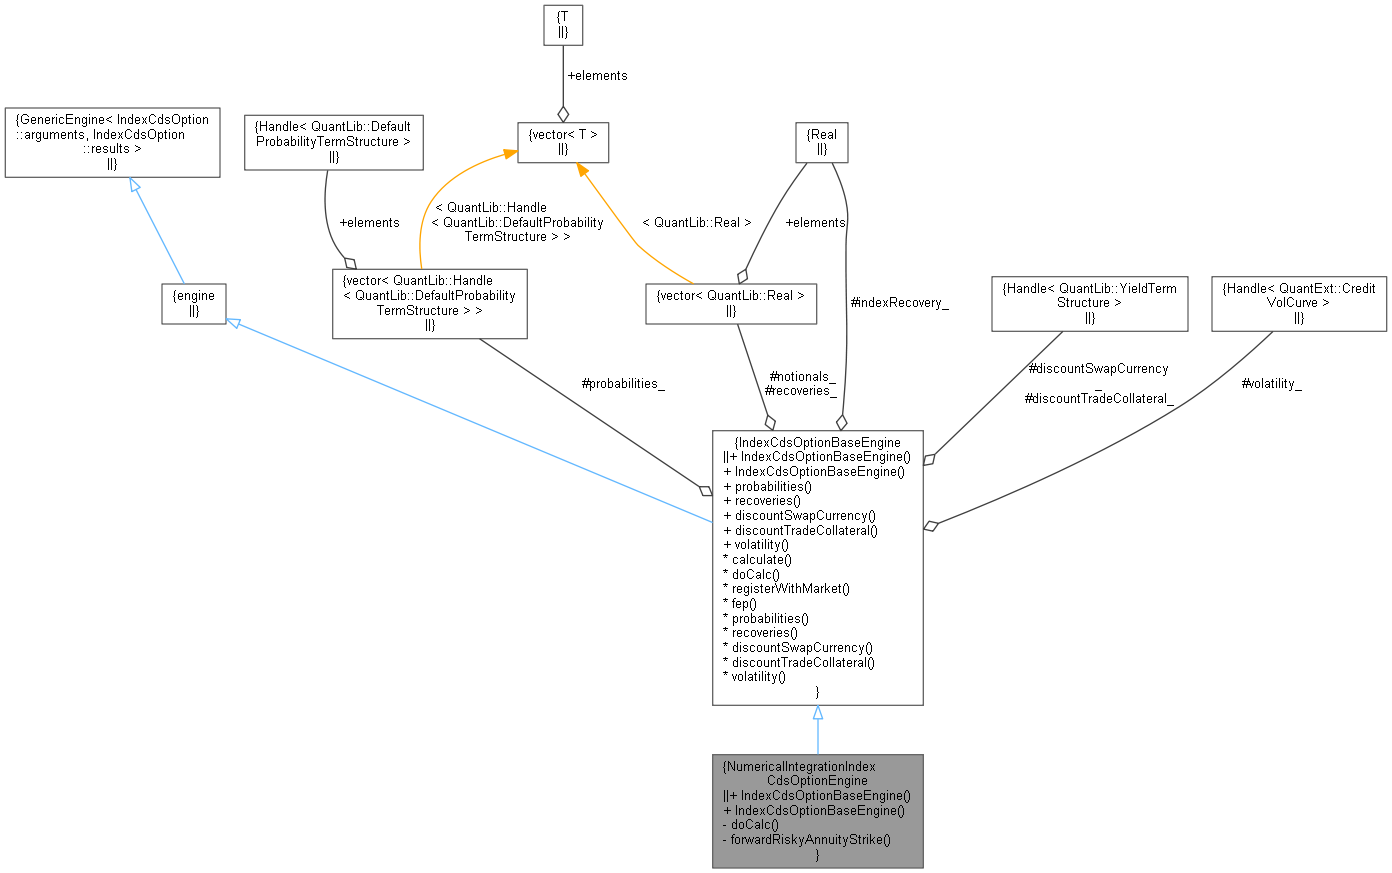 {T
||}
+elements
{GenericEngine< IndexCdsOption
::arguments, IndexCdsOption
::results >
||}
{Handle< QuantLib::Default
ProbabilityTermStructure >
||}
{vector< T >
||}
{Real
||}
+elements
< QuantLib::Handle
< QuantLib::DefaultProbability
TermStructure > >
< QuantLib::Real >
+elements
{engine
||}
{vector< QuantLib::Handle
< QuantLib::DefaultProbability
TermStructure > >
||}
{vector< QuantLib::Real >
||}
#indexRecovery_
{Handle< QuantLib::YieldTerm
Structure >
||}
{Handle< QuantExt::Credit
VolCurve >
||}
#probabilities_
#notionals_
#recoveries_
#discountSwapCurrency
_
#discountTradeCollateral_
#volatility_
{IndexCdsOptionBaseEngine
||+ IndexCdsOptionBaseEngine()
+ IndexCdsOptionBaseEngine()
+ probabilities()
+ recoveries()
+ discountSwapCurrency()
+ discountTradeCollateral()
+ volatility()
* calculate()
* doCalc()
* registerWithMarket()
* fep()
* probabilities()
* recoveries()
* discountSwapCurrency()
* discountTradeCollateral()
* volatility()
}
{NumericalIntegrationIndex
CdsOptionEngine
||+ IndexCdsOptionBaseEngine()
+ IndexCdsOptionBaseEngine()
- doCalc()
- forwardRiskyAnnuityStrike()
}